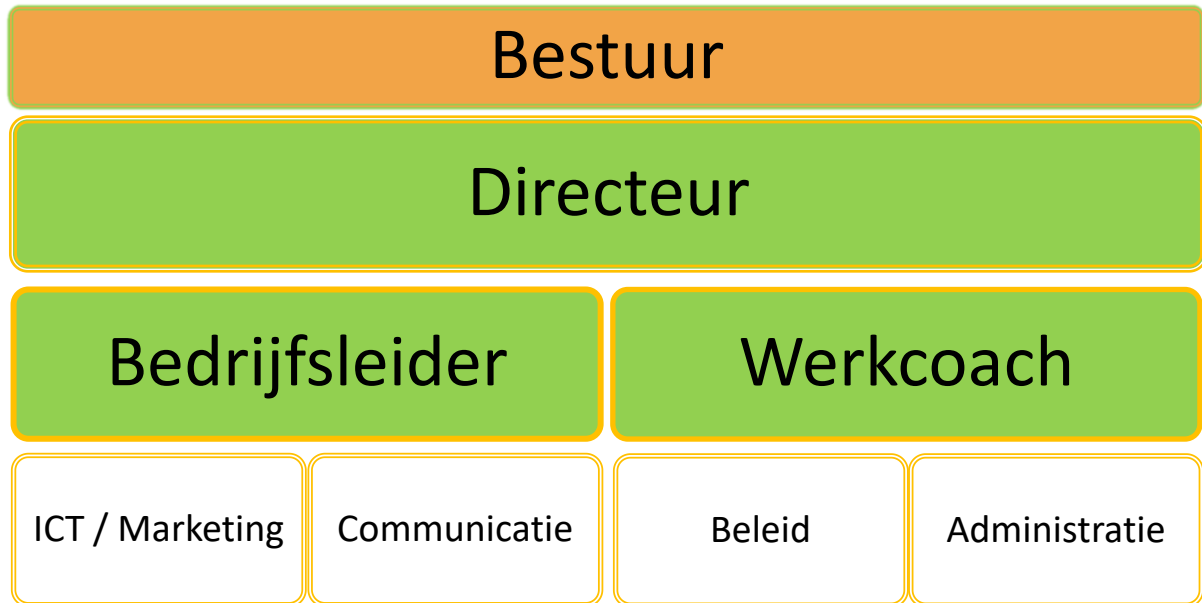 Bestuur
Directeur
Bedrijfsleider
Werkcoach
ICT / Marketing
Communicatie
Beleid
Administratie